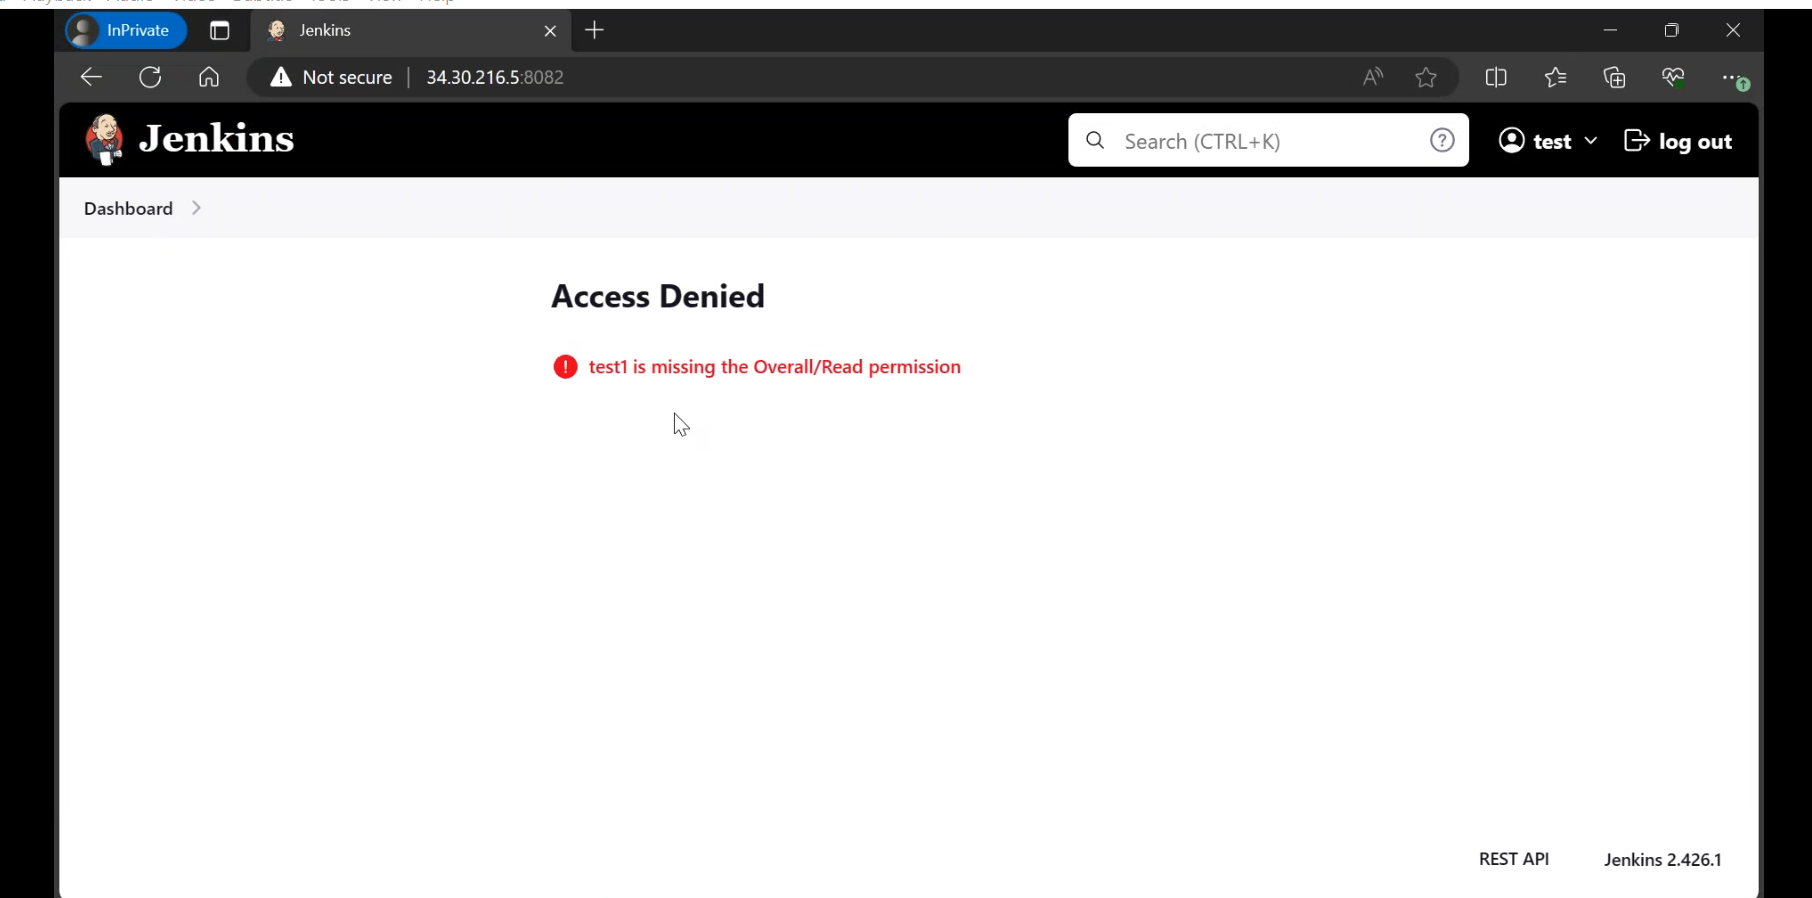 InPrivate
Jenkins
Not secure
34.30.216.5:8082
Jenkins
Search (CTRL+K)
test
log out
Dashboard
Access Denied
test1 is missing the Overall/Read permission
REST API
Jenkins 2.426.1